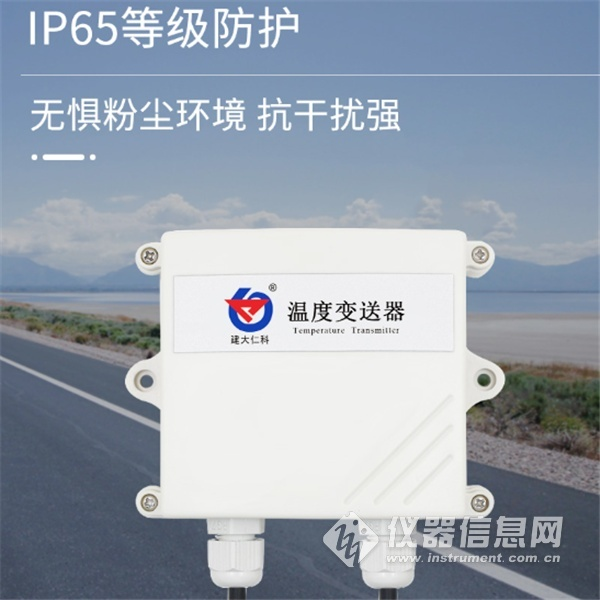 IP65等级防护
无惧粉尘环境 抗干扰强
®
温度变送器
Temperature Transmitter
建大仁科
仪器信息网
www.instrument.com.cn